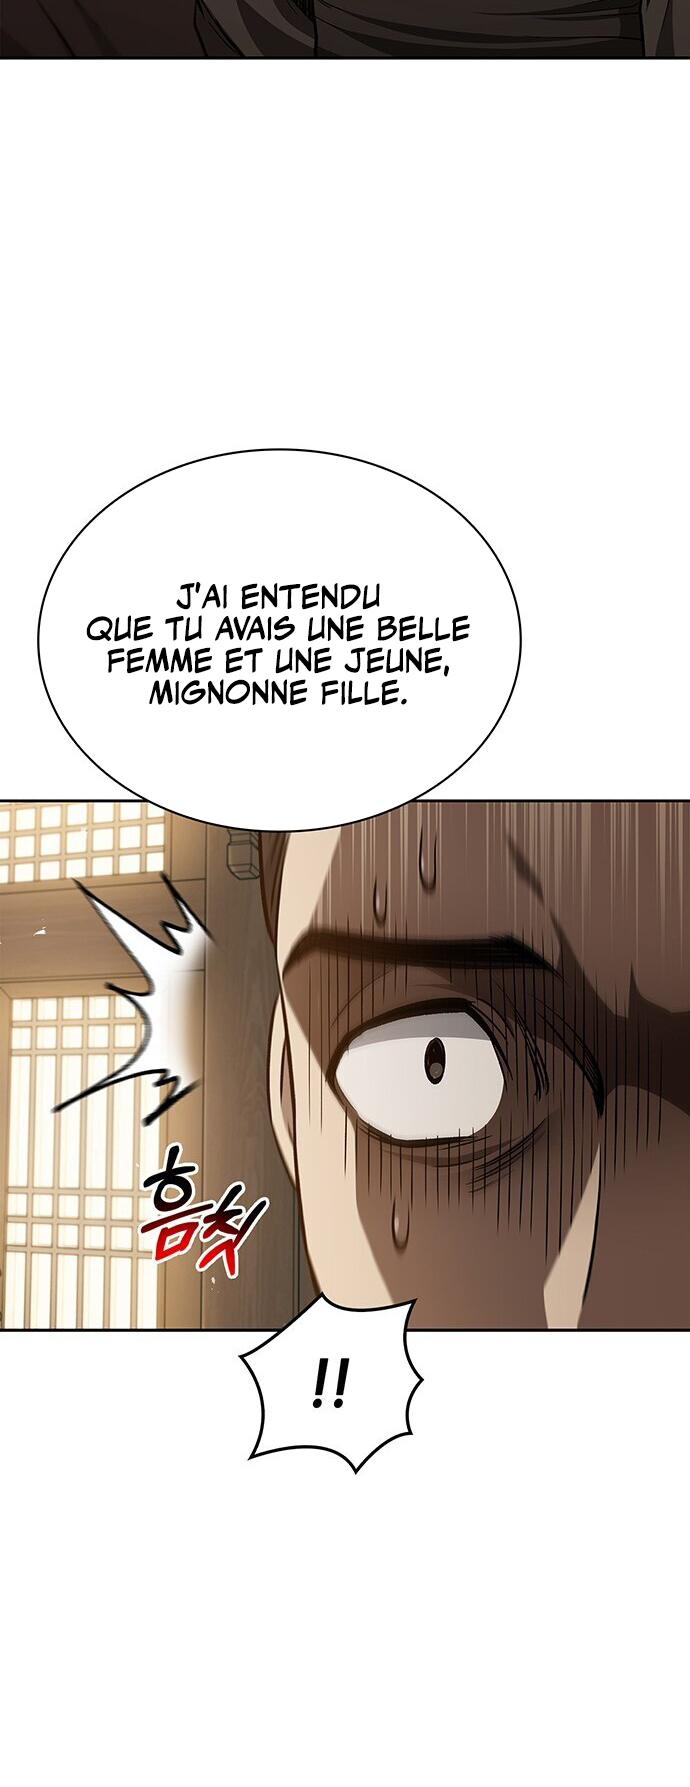 J'AI ENTENDU
QUE TU AVAIS UNE BELLE
FEMME ET UNE JEUNE,
MIGNONNE FILLE.
흠칫
!!